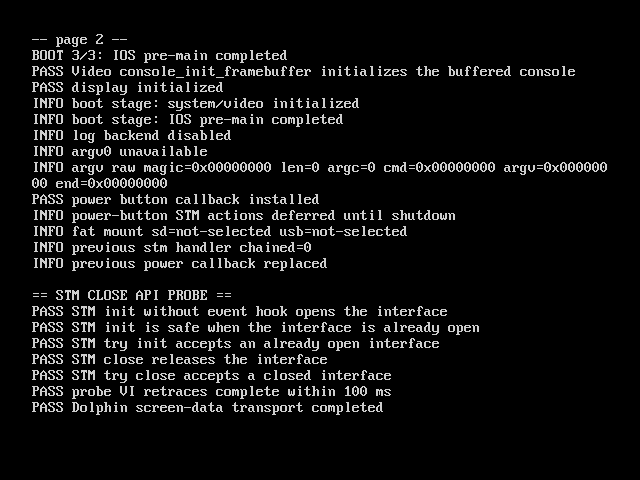 -- page 2 --
BOOT 3/3: IOS pre-main completed
PASS Video console_init_framebuffer initializes the buffered console
PASS display initialized
INFO boot stage: system/video initialized
INFO boot stage: IOS pre-main completed
INFO log backend disabled
INFO argv0 unavailable
INFO argv raw magic=0x00000000 len=0 argc=0 cmd=0x00000000 argv=0x000000
00 end=0x00000000
PASS power button callback installed
INFO power-button STM actions deferred until shutdown
INFO fat mount sd=not-selected usb=not-selected
INFO previous stm handler chained=0
INFO previous power callback replaced
== STM CLOSE API PROBE ==
PASS STM init without event hook opens the interface
PASS STM init is safe when the interface is already open
PASS STM try init accepts an already open interface
PASS STM close releases the interface
PASS STM try close accepts a closed interface
PASS probe VI retraces complete within 100 ms
PASS Dolphin screen-data transport completed